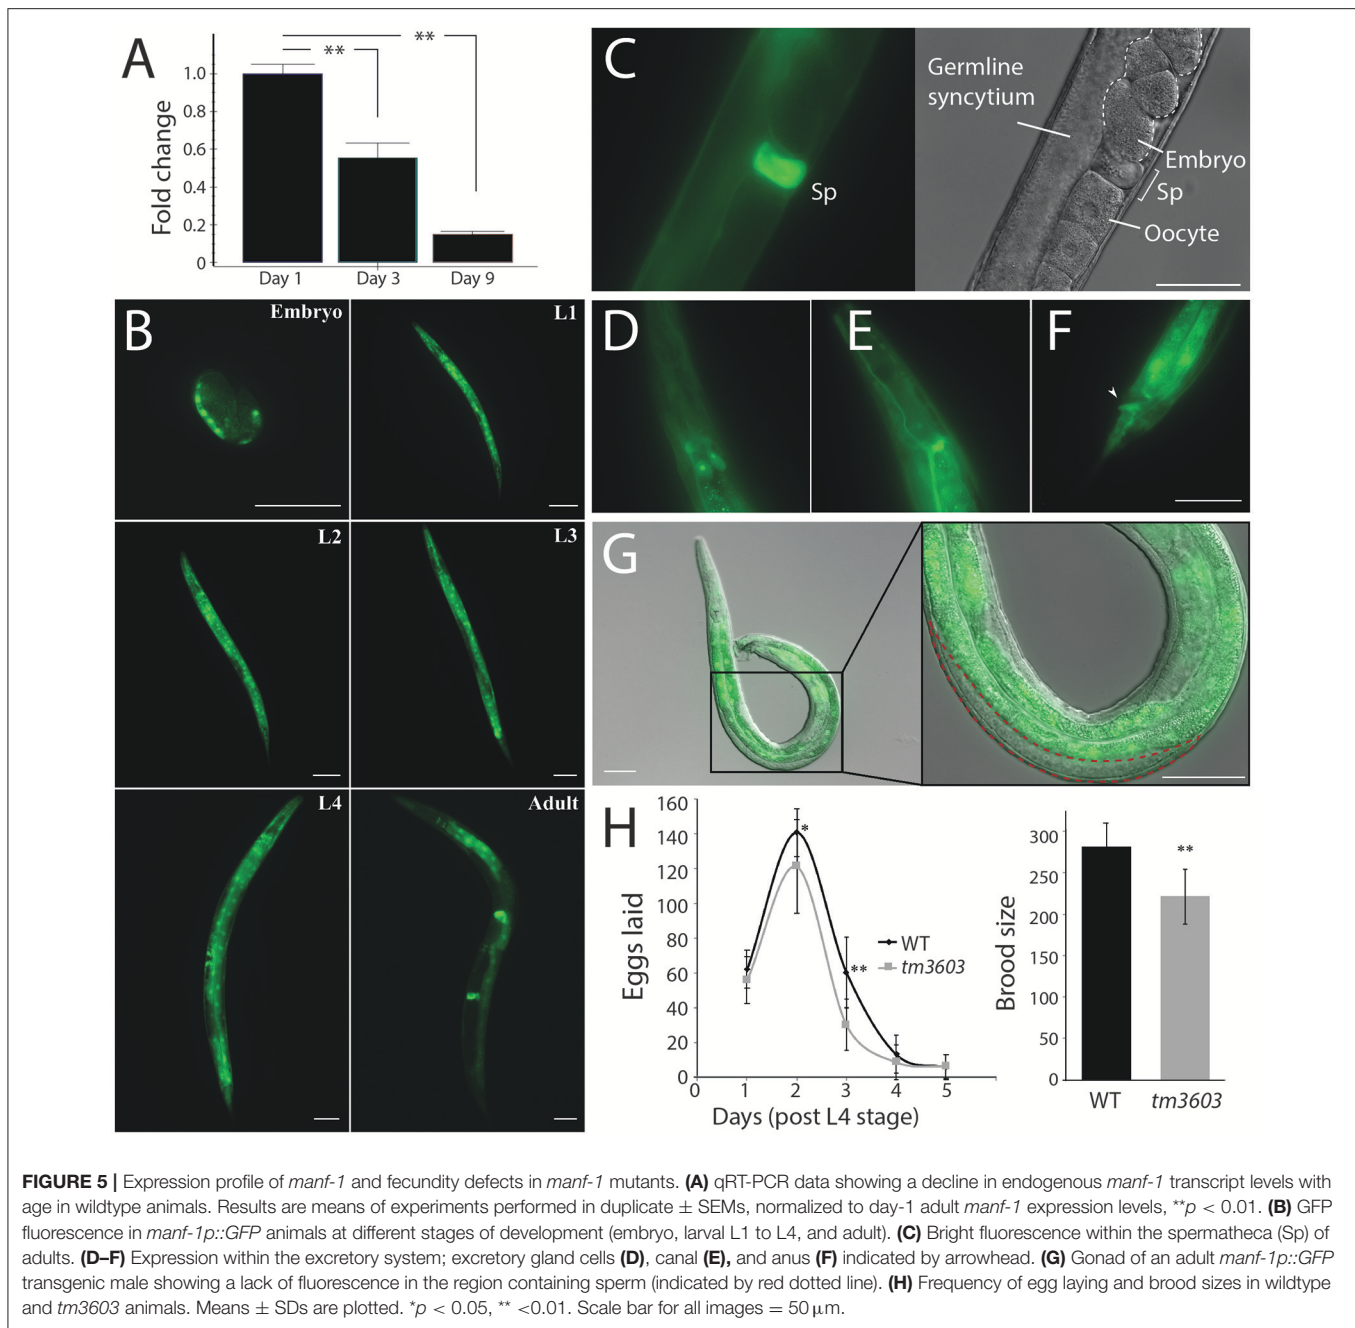 A
Fold change
1.0
0.8
0.6
0.4
0.2
0
**
**
Day 1
Day 3
Day 9
C
Sp
Germline
syncytium
Embryo
Sp
Oocyte
B
Embryo
L1
L2
L3
L4
Adult
D
E
F
G
H
Eggs laid
160
140
120
100
80
60
40
20
0
*
**
WT
tm3603
0
1
2
3
4
5
Days (post L4 stage)
Brood size
300
250
200
150
100
50
0
**
WT
tm3603
FIGURE 5 | Expression profile of manf-1 and fecundity defects in manf-1 mutants. (A) qRT-PCR data showing a decline in endogenous manf-1 transcript levels with
age in wildtype animals. Results are means of experiments performed in duplicate ± SEMs, normalized to day-1 adult manf-1 expression levels, **p < 0.01. (B) GFP
fluorescence in manf-1p::GFP animals at different stages of development (embryo, larval L1 to L4, and adult). (C) Bright fluorescence within the spermatheca (Sp) of
adults. (D–F) Expression within the excretory system; excretory gland cells (D), canal (E), and anus (F) indicated by arrowhead. (G) Gonad of an adult manf-1p::GFP
transgenic male showing a lack of fluorescence in the region containing sperm (indicated by red dotted line). (H) Frequency of egg laying and brood sizes in wildtype
and tm3603 animals. Means ± SDs are plotted. *p < 0.05, ** <0.01. Scale bar for all images = 50 μm.